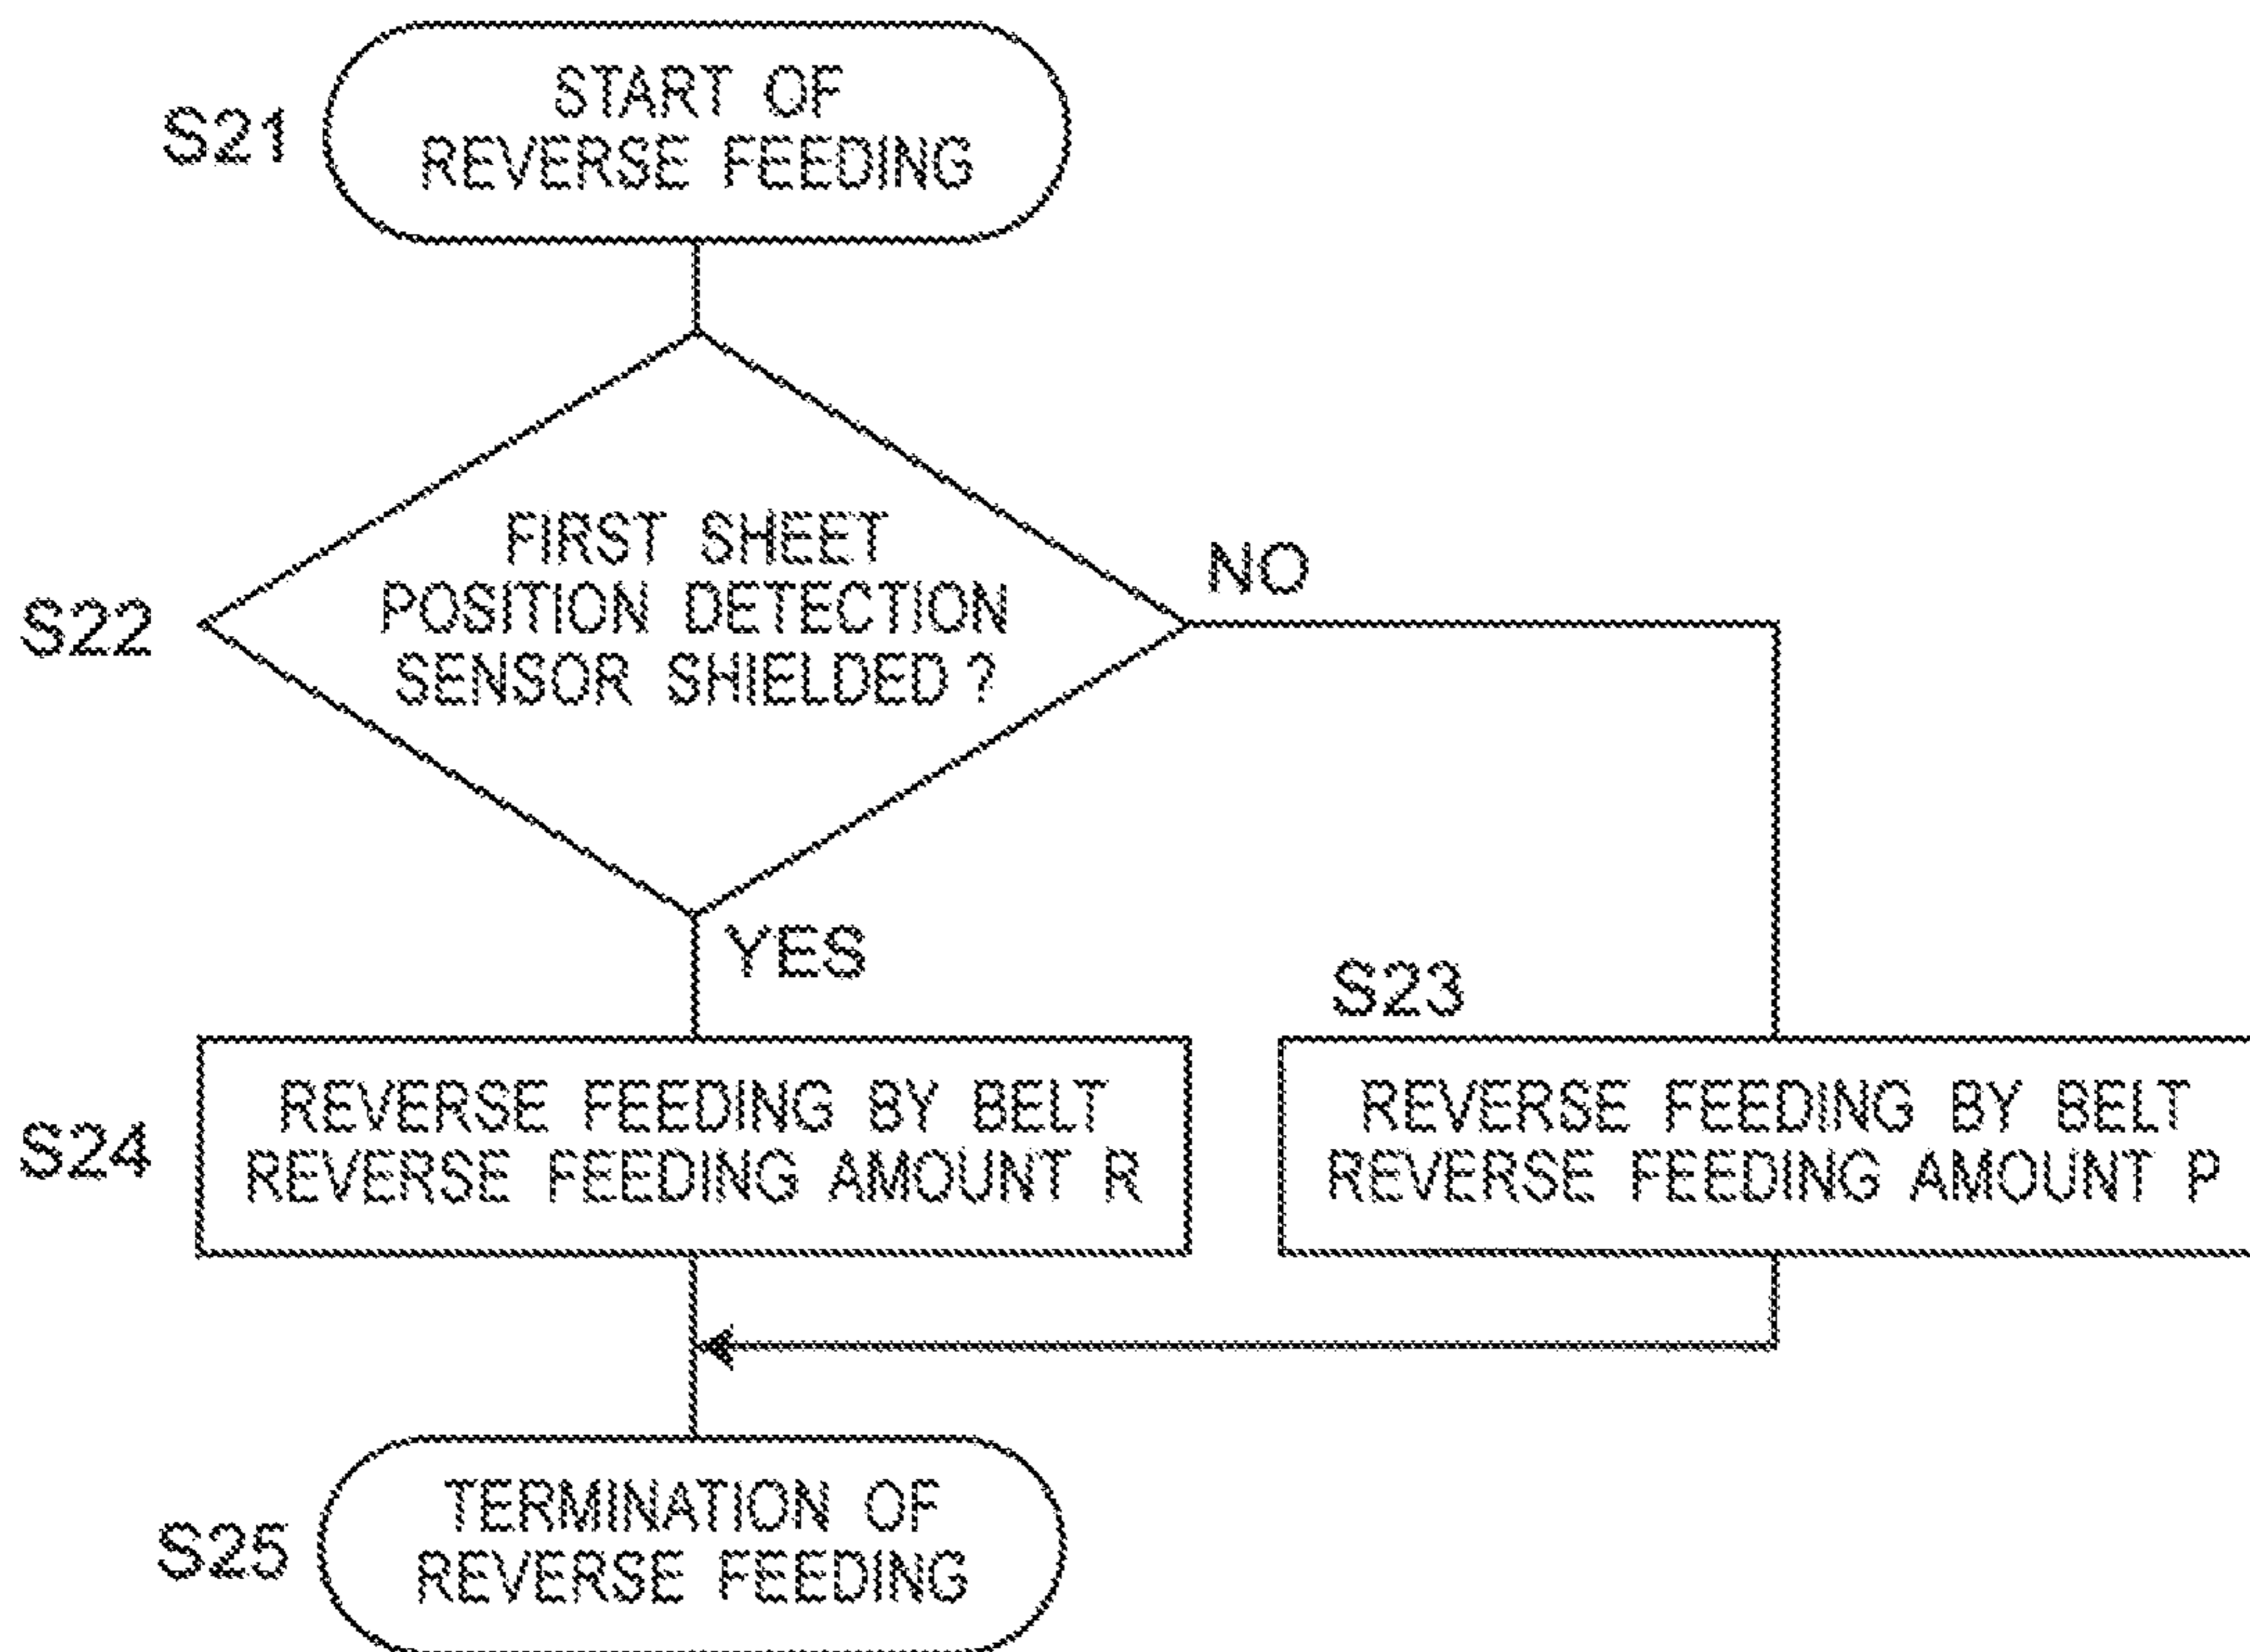 S21
START OF
REVERSE FEEDING
S22
FIRST SHEET
POSITION DETECTION
SENSOR SHIELDED ?
NO
YES
S23
S24
REVERSE FEEDING BY BELT
REVERSE FEEDING AMOUNT R
REVERSE FEEDING BY BELT
REVERSE FEEDING AMOUNT P
S25
TERMINATION OF
REVERSE FEEDING